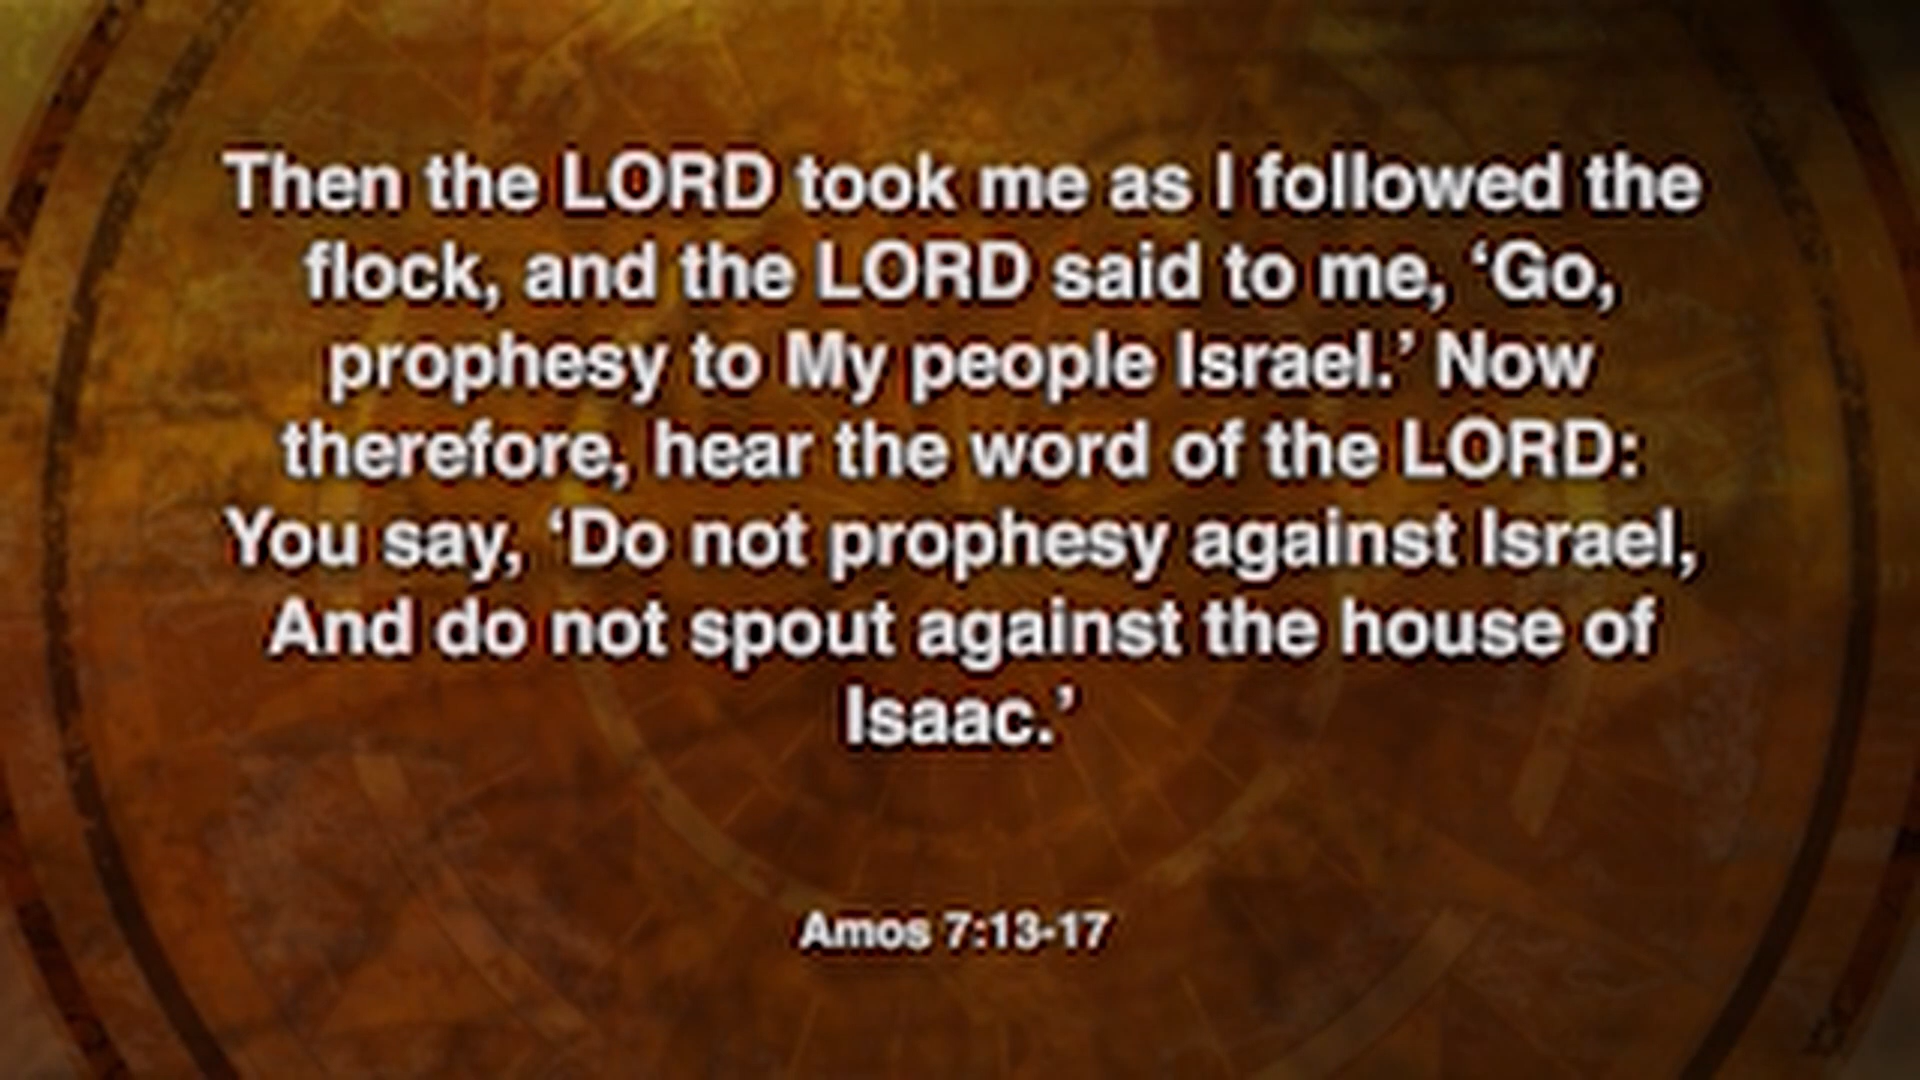 Then the LORD took me as I followed the
flock, and the LORD said to me, ‘Go,
prophesy to My people Israel.’ Now
therefore, hear the word of the LORD:
You say, ‘Do not prophesy against Israel,
And do not spout against the house of
Isaac.’
Amos 7:13-17